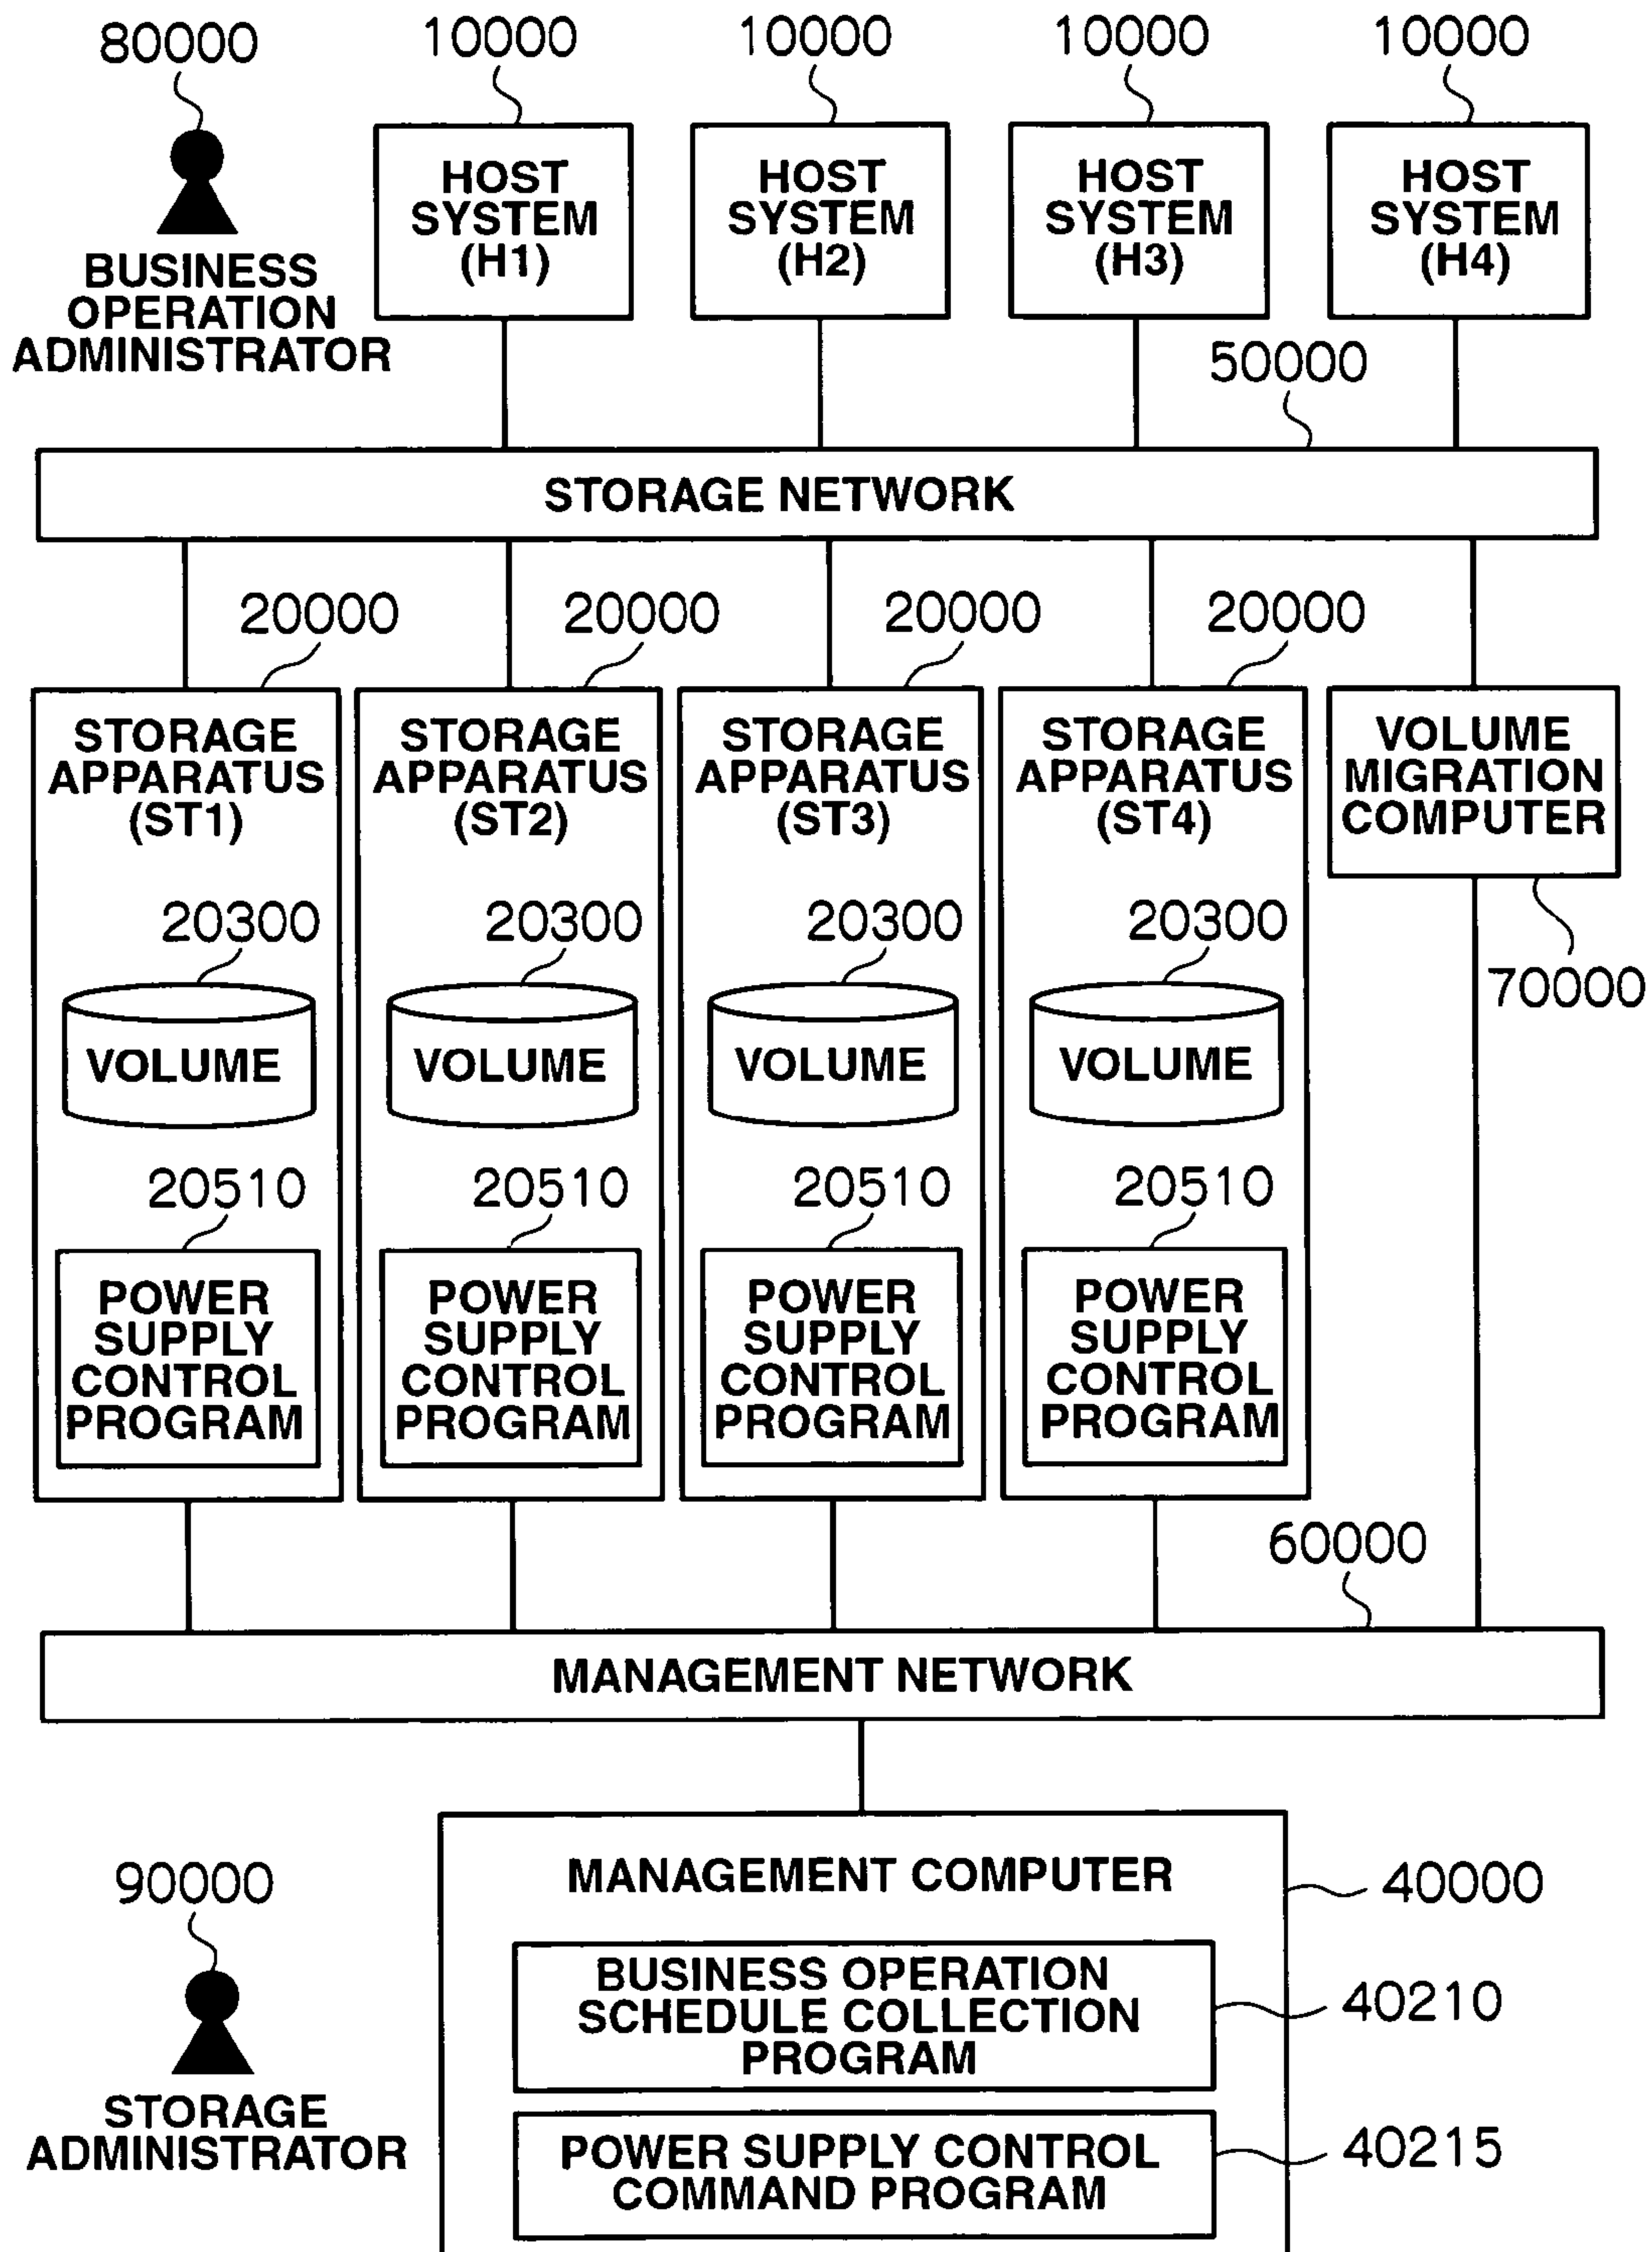 80000
10000
10000
10000
10000
HOST
SYSTEM
(H1)
HOST
SYSTEM
(H2)
HOST
SYSTEM
(H3)
HOST
SYSTEM
(H4)
BUSINESS
OPERATION
ADMINISTRATOR
50000
STORAGE NETWORK
20000
20000
20000
20000
STORAGE
APPARATUS
(ST1)
STORAGE
APPARATUS
(ST2)
STORAGE
APPARATUS
(ST3)
STORAGE
APPARATUS
(ST4)
VOLUME
MIGRATION
COMPUTER
70000
20300
20300
20300
20300
VOLUME
VOLUME
VOLUME
VOLUME
20510
20510
20510
20510
POWER
SUPPLY
CONTROL
PROGRAM
POWER
SUPPLY
CONTROL
PROGRAM
POWER
SUPPLY
CONTROL
PROGRAM
POWER
SUPPLY
CONTROL
PROGRAM
60000
MANAGEMENT NETWORK
MANAGEMENT COMPUTER
40000
90000
STORAGE
ADMINISTRATOR
BUSINESS OPERATION
SCHEDULE COLLECTION
PROGRAM
40210
POWER SUPPLY CONTROL
COMMAND PROGRAM
40215